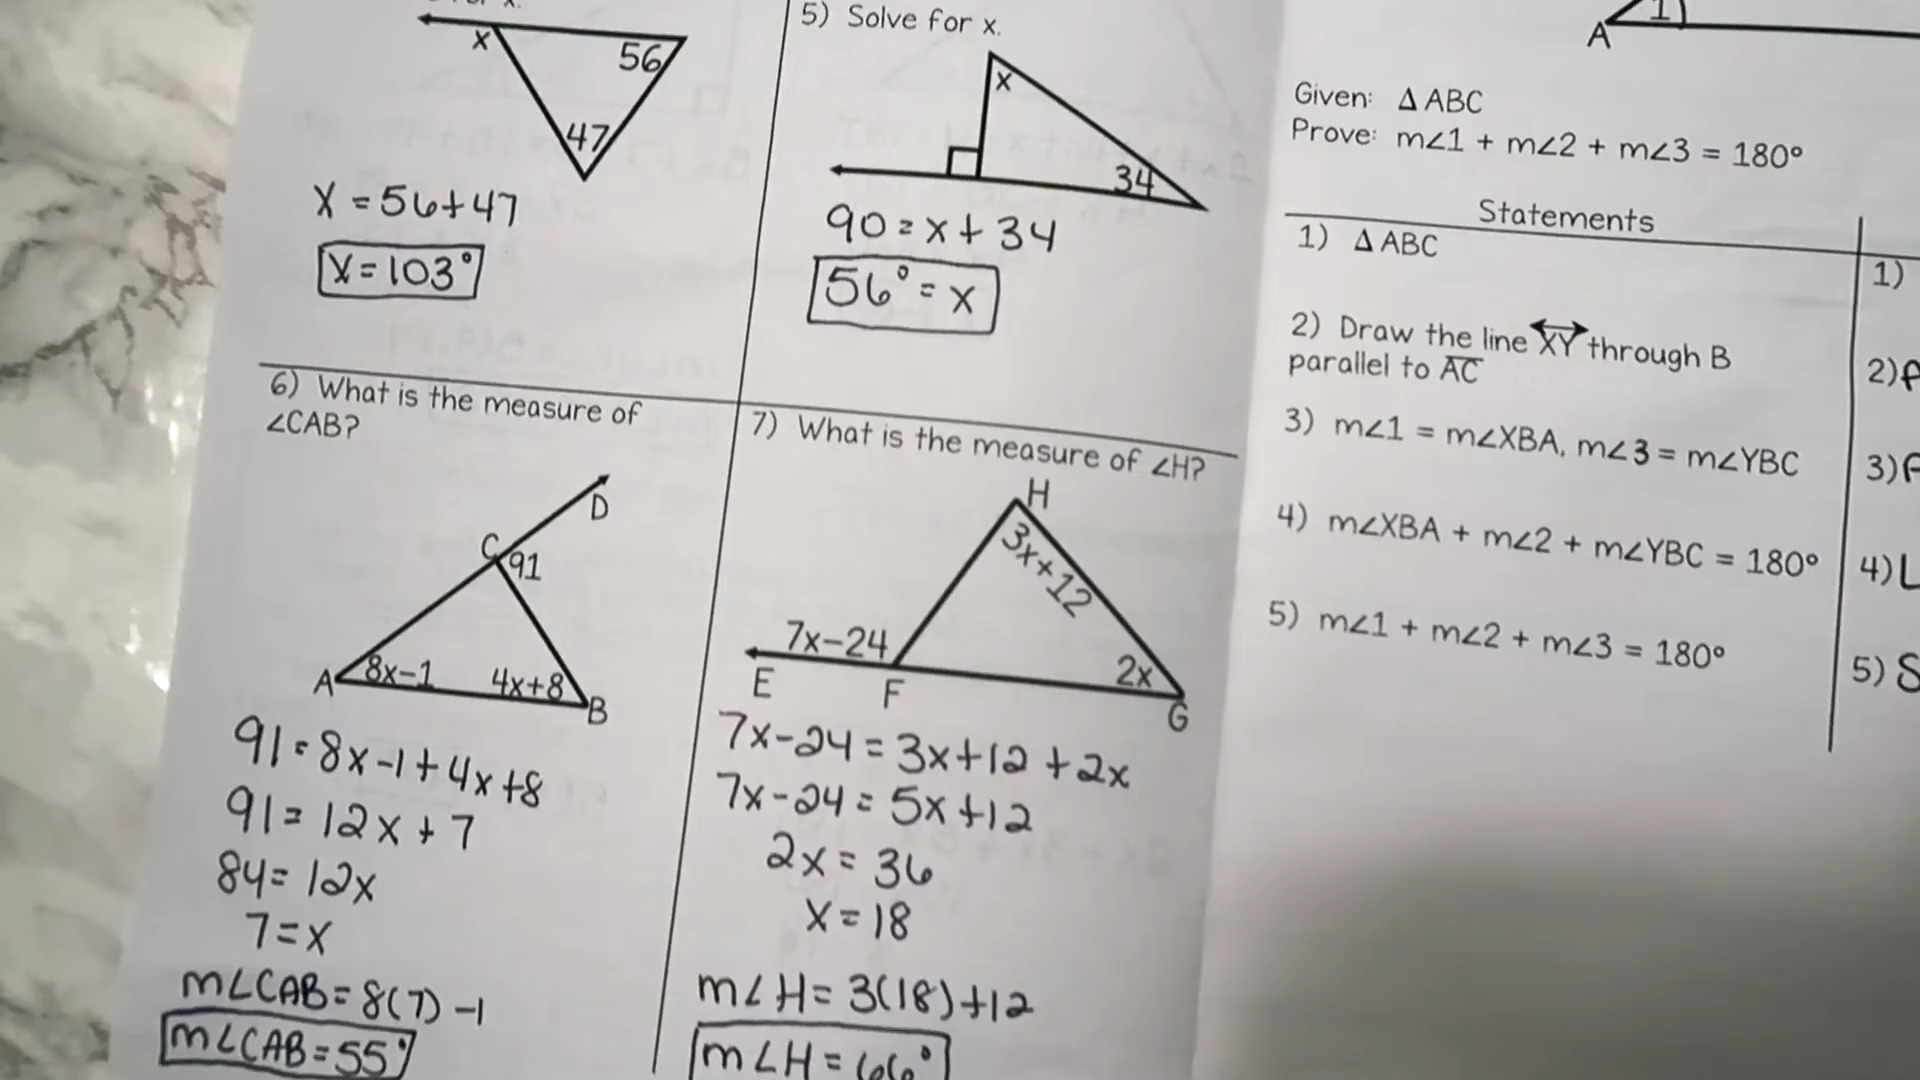 x.
x
56
47
X = 56+47
X = 103°
5) Solve for x.
x
34
90 = x + 34
56° = x
6) What is the measure of
∠CAB?
D
C
91
A
8x−1
4x+8
B
91 = 8x-1+4x+8
91 = 12x + 7
84 = 12x
7 = x
m∠CAB = 8(7) -1
m∠CAB = 55°
7) What is the measure of ∠H?
H
3x+12
7x−24
2x
E
F
G
7x-24 = 3x+12 +2x
7x-24 = 5x+12
2x = 36
x = 18
m∠H = 3(18)+12
m∠H = 66°
1
A
Given: Δ ABC
Prove: m∠1 + m∠2 + m∠3 = 180°
Statements
1) Δ ABC
1)
2) Draw the line XY through B
parallel to AC
2)
3) m∠1 = m∠XBA, m∠3 = m∠YBC
3)
4) m∠XBA + m∠2 + m∠YBC = 180°
4) L
5) m∠1 + m∠2 + m∠3 = 180°
5) S